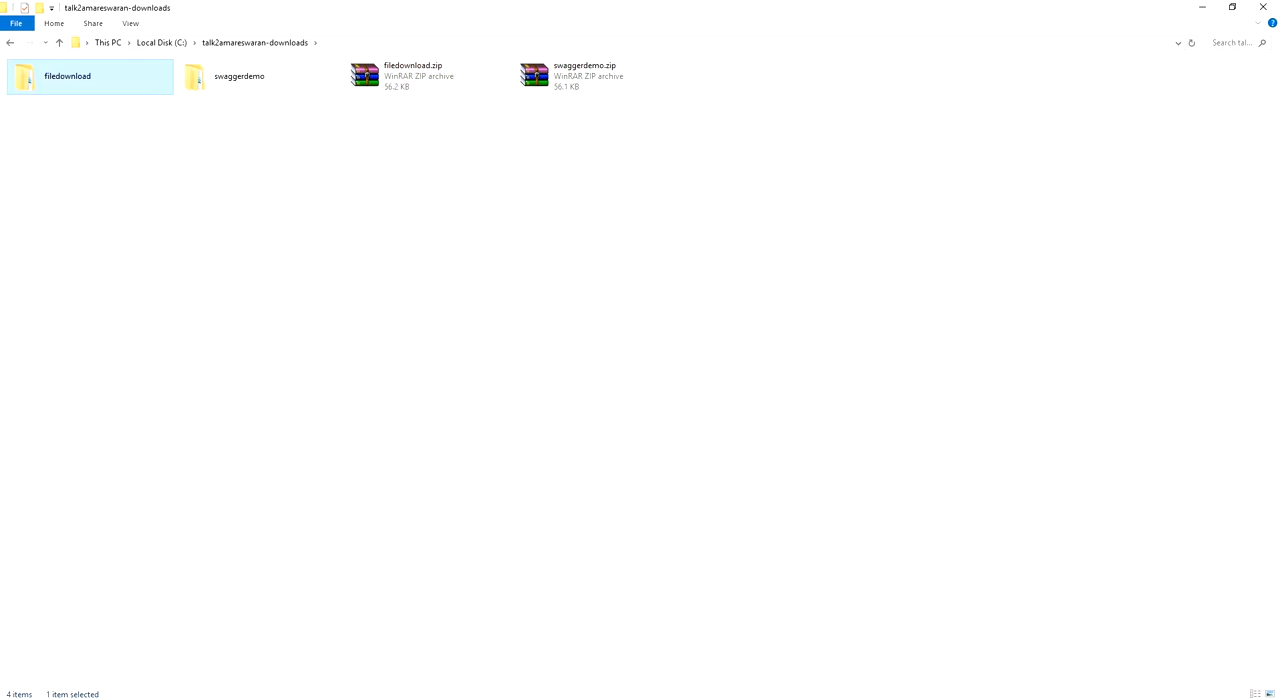 talk2amareswaran-downloads
File Home Share View
This PC › Local Disk (C:) › talk2amareswaran-downloads ›
Search tal...
filedownload
swaggerdemo
filedownload.zip
WinRAR ZIP archive
56.2 KB
swaggerdemo.zip
WinRAR ZIP archive
56.1 KB
4 items 1 item selected